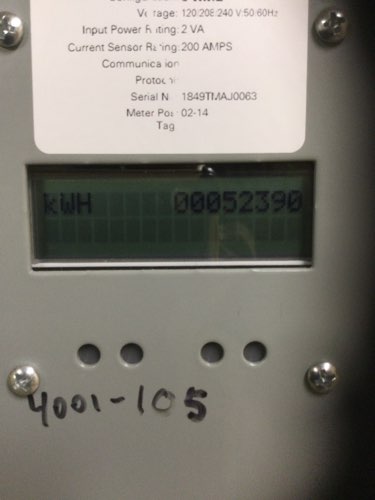 Voltage: 120/208-240 V:50/60Hz
Input Power Rating: 2 VA
Current Sensor Rating: 200 AMPS
Communication
Protocol
Serial N 1849TMAJ0063
Meter Pos 02-14
Tag
kWH 00052390
4001-105